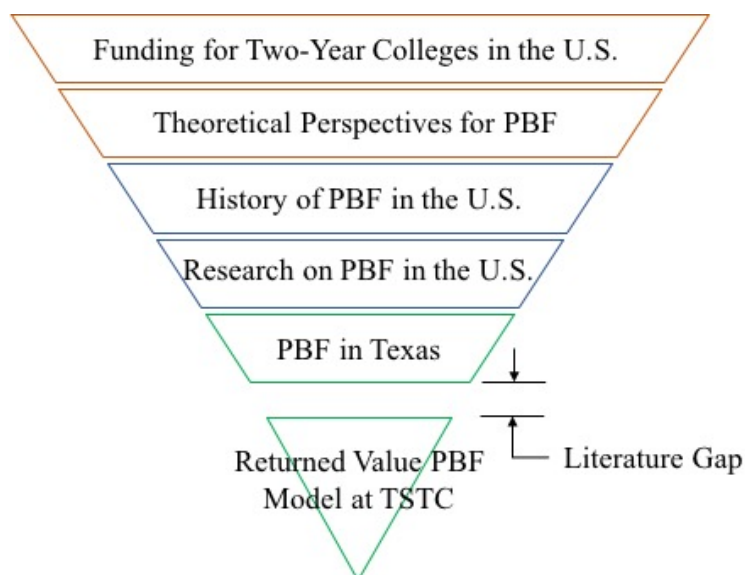 Funding for Two-Year Colleges in the U.S.
Theoretical Perspectives for PBF
History of PBF in the U.S.
Research on PBF in the U.S.
PBF in Texas
Returned Value PBF
Model at TSTC
Literature Gap